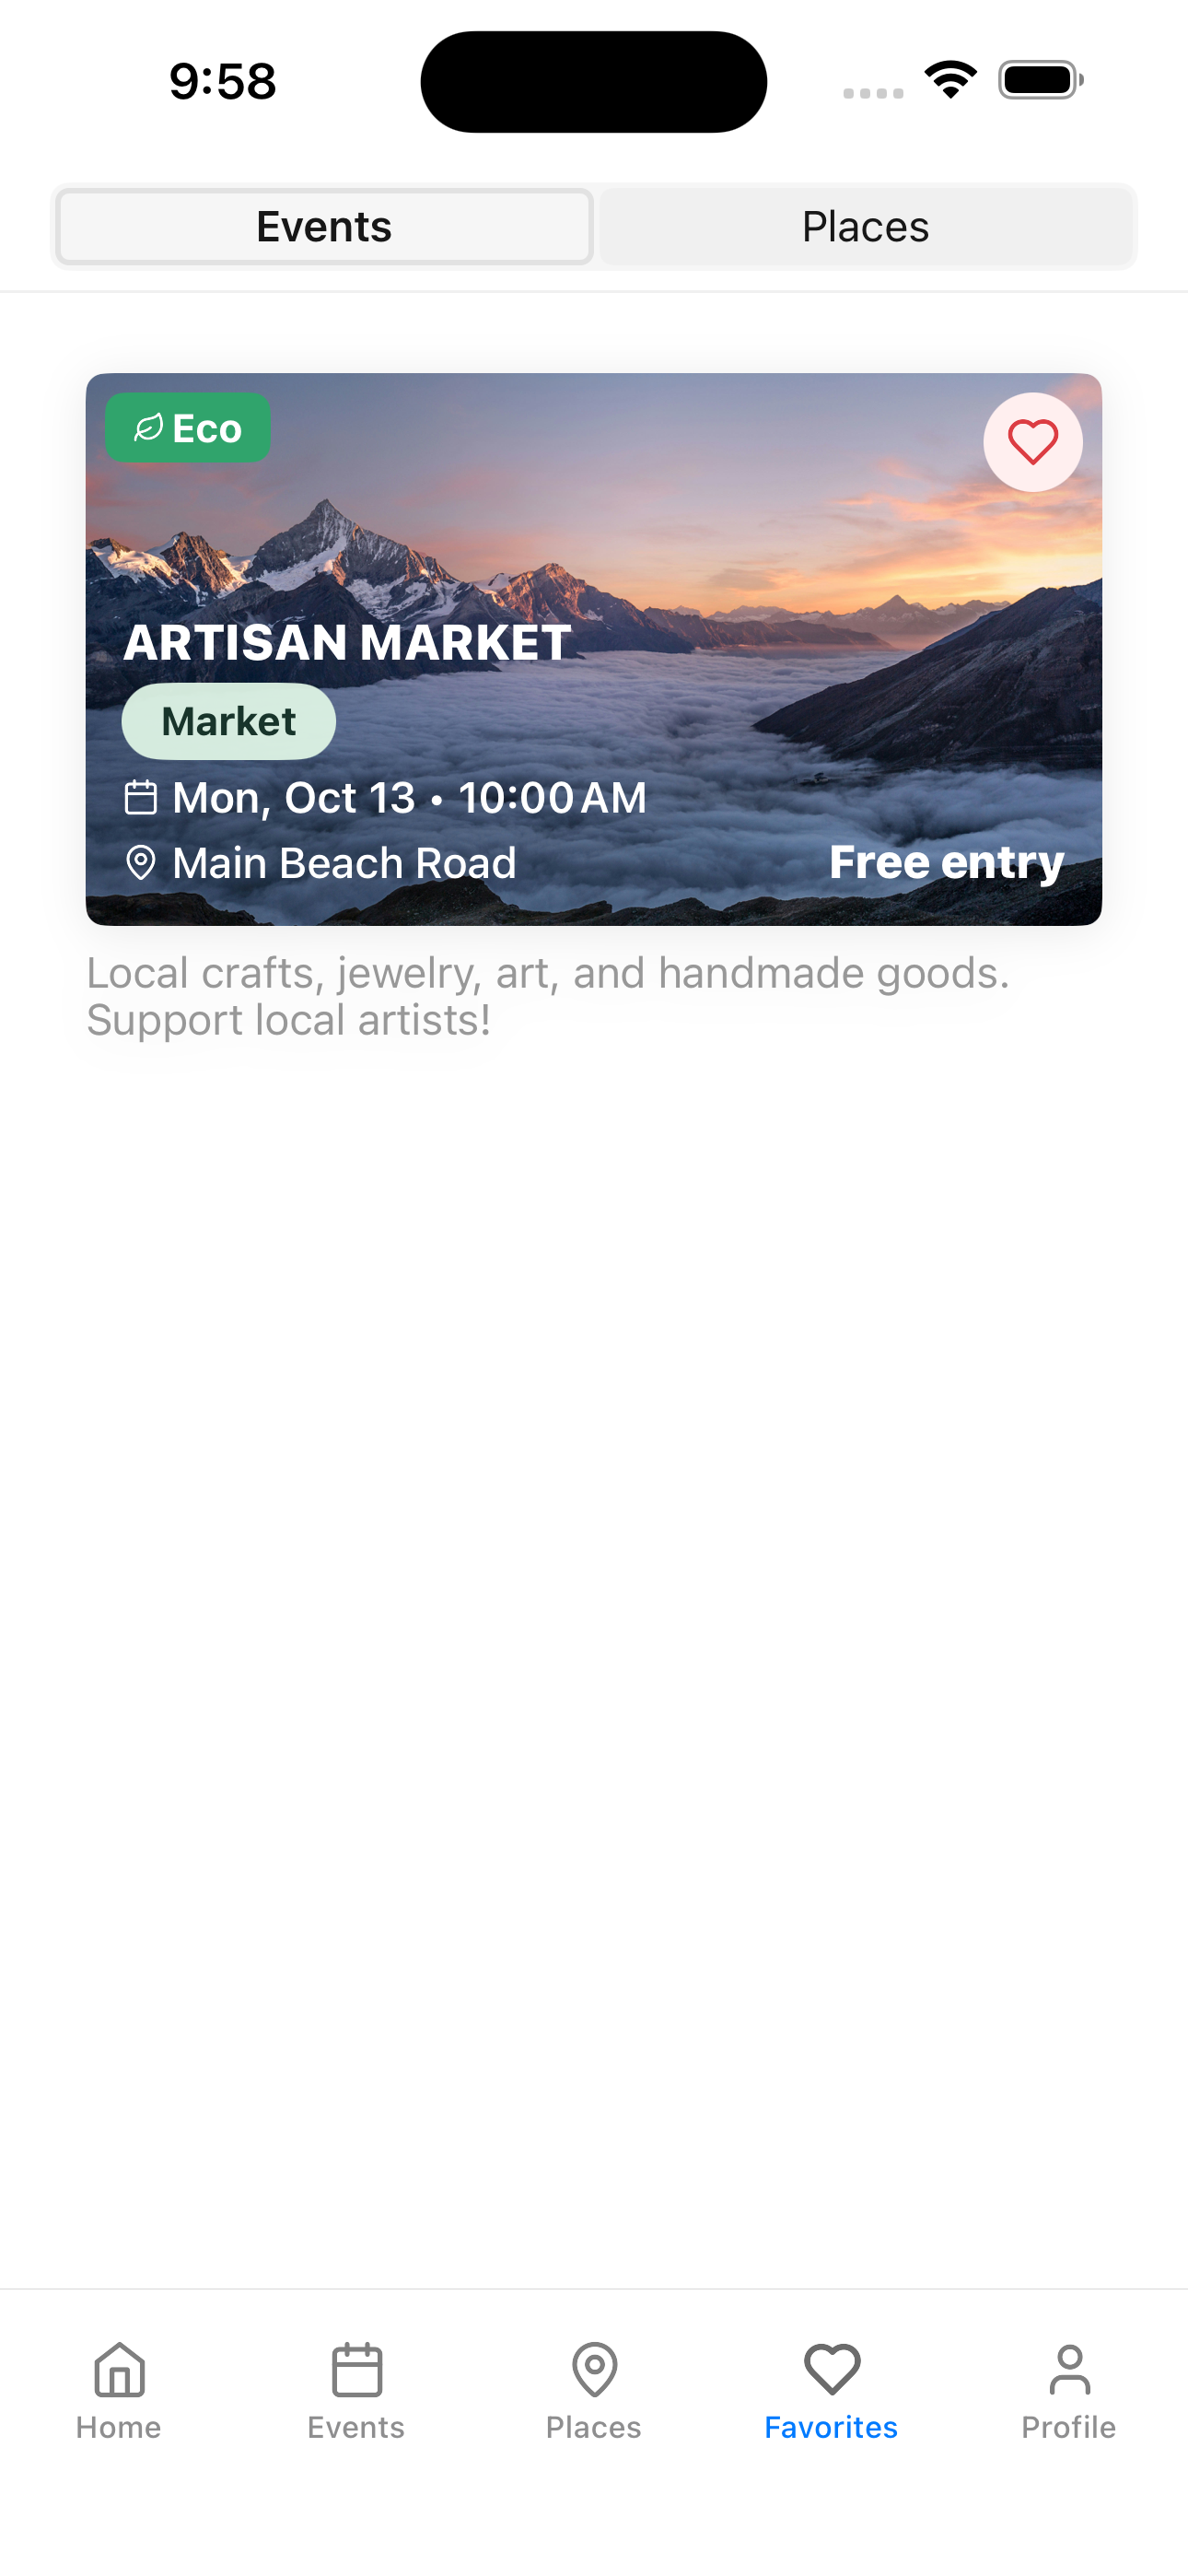 9:58
Events
Places
Eco
ARTISAN MARKET
Market
Mon, Oct 13 • 10:00 AM
Main Beach Road
Free entry
Local crafts, jewelry, art, and handmade goods.
Support local artists!
Home
Events
Places
Favorites
Profile